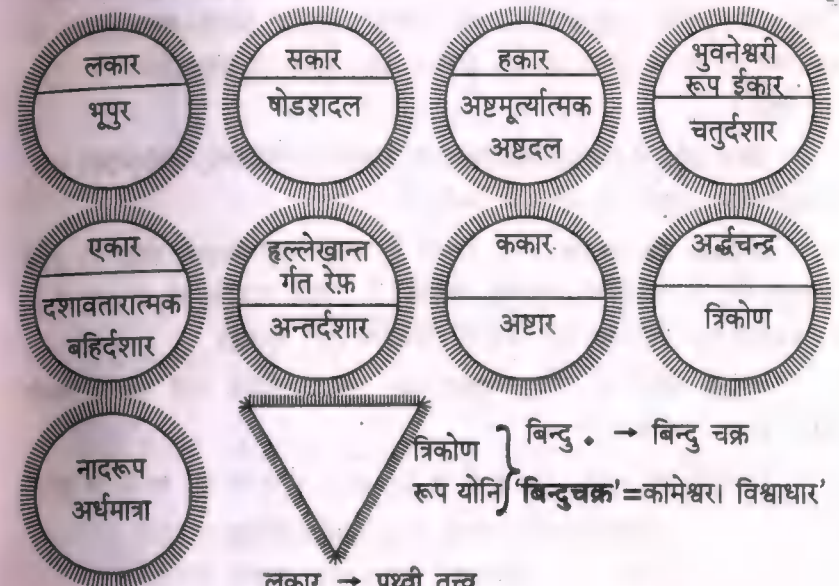 लकार
भूपुर
सकार
षोडशदल
हकार
अष्टमूर्त्यात्मक
अष्टदल
भुवनेश्वरी
रूप ईकार
चतुर्दशार
एकार
दशावतारात्मक
बहिर्दशार
हृल्लेखान्त
र्गत रेफ़
अन्तर्दशार
ककार
अष्टार
अर्द्धचन्द्र
त्रिकोण
नादरूप
अर्धमात्रा
त्रिकोण
रूप योनि
बिन्दु . → बिन्दु चक्र
'बिन्दुचक्र'=कामेश्वर। विश्वाधार'
लकार → पृथ्वी तत्त्व